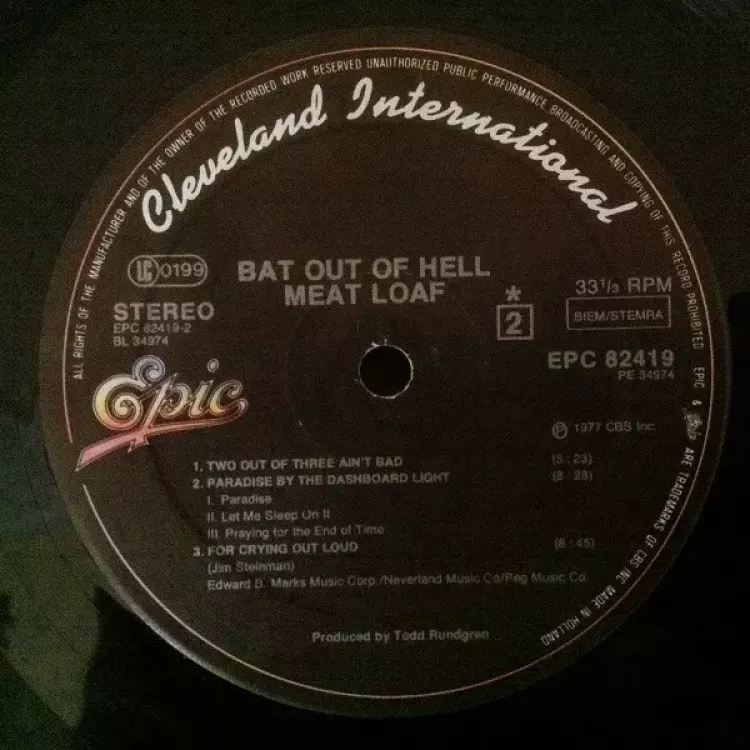 ALL RIGHTS OF THE MANUFACTURER AND OF THE OWNER OF THE RECORDED WORK RESERVED UNAUTHORIZED PUBLIC PERFORMANCE BROADCASTING AND COPYING OF THIS RECORD PROHIBITED EPIC & Epic ARE TRADEMARKS OF CBS INC MADE IN HOLLAND
Cleveland International
LC 0199
BAT OUT OF HELL
MEAT LOAF
STEREO
EPC 82419-2
BL 34974
* 2
33 1/3 RPM
BIEM/STEMRA
EPC 82419
PE 34974
Epic
℗ 1977 CBS Inc.
1. TWO OUT OF THREE AIN'T BAD (5:23)
2. PARADISE BY THE DASHBOARD LIGHT (8:28)
I. Paradise
II. Let Me Sleep On It
III. Praying for the End of Time
3. FOR CRYING OUT LOUD (8:45)
(Jim Steinman)
Edward B. Marks Music Corp./Neverland Music Co/Peg Music Co.
Produced by Todd Rundgren